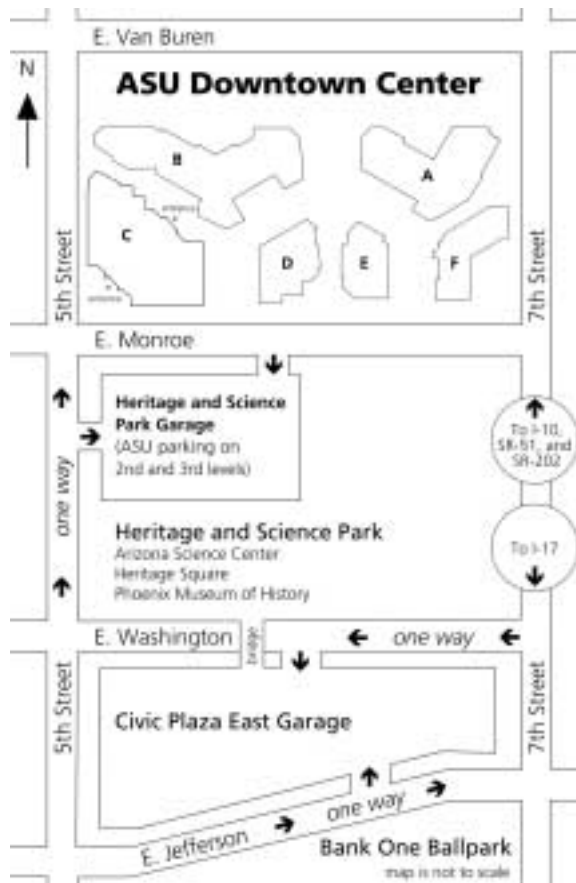 E. Van Buren
N
ASU Downtown Center
B
A
entrance
C
D
E
F
entrance
5th Street
7th Street
E. Monroe
Heritage and Science
Park Garage
(ASU parking on
2nd and 3rd levels)
To I-10,
SR-51, and
SR-202
one way
Heritage and Science Park
Arizona Science Center
Heritage Square
Phoenix Museum of History
To I-17
E. Washington
bridge
one way
5th Street
7th Street
Civic Plaza East Garage
one way
E. Jefferson
Bank One Ballpark
map is not to scale